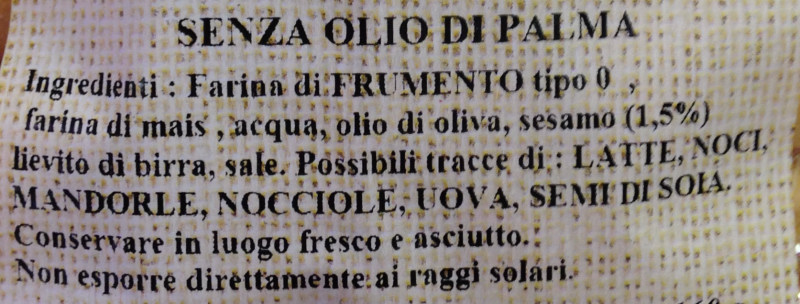 SENZA OLIO DI PALMA
Ingredienti : Farina di FRUMENTO tipo 0 ,
farina di mais , acqua, olio di oliva, sesamo (1,5%)
lievito di birra, sale. Possibili tracce di : LATTE, NOCI,
MANDORLE, NOCCIOLE, UOVA, SEMI DI SOIA.
Conservare in luogo fresco e asciutto.
Non esporre direttamente ai raggi solari.